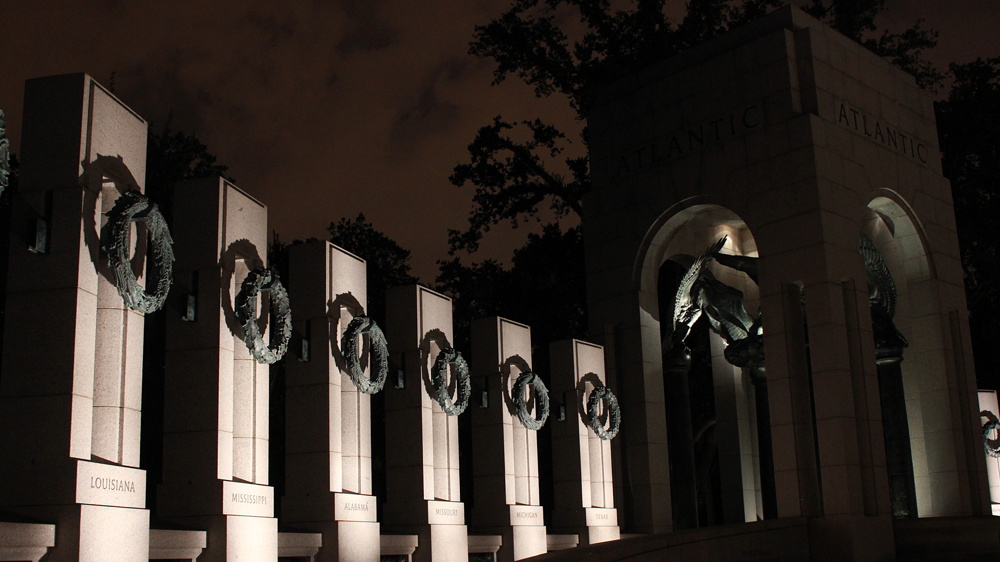 ATLANTIC
ATLANTIC
LOUISIANA
MISSISSIPPI
ALABAMA
MISSOURI
MICHIGAN
TEXAS